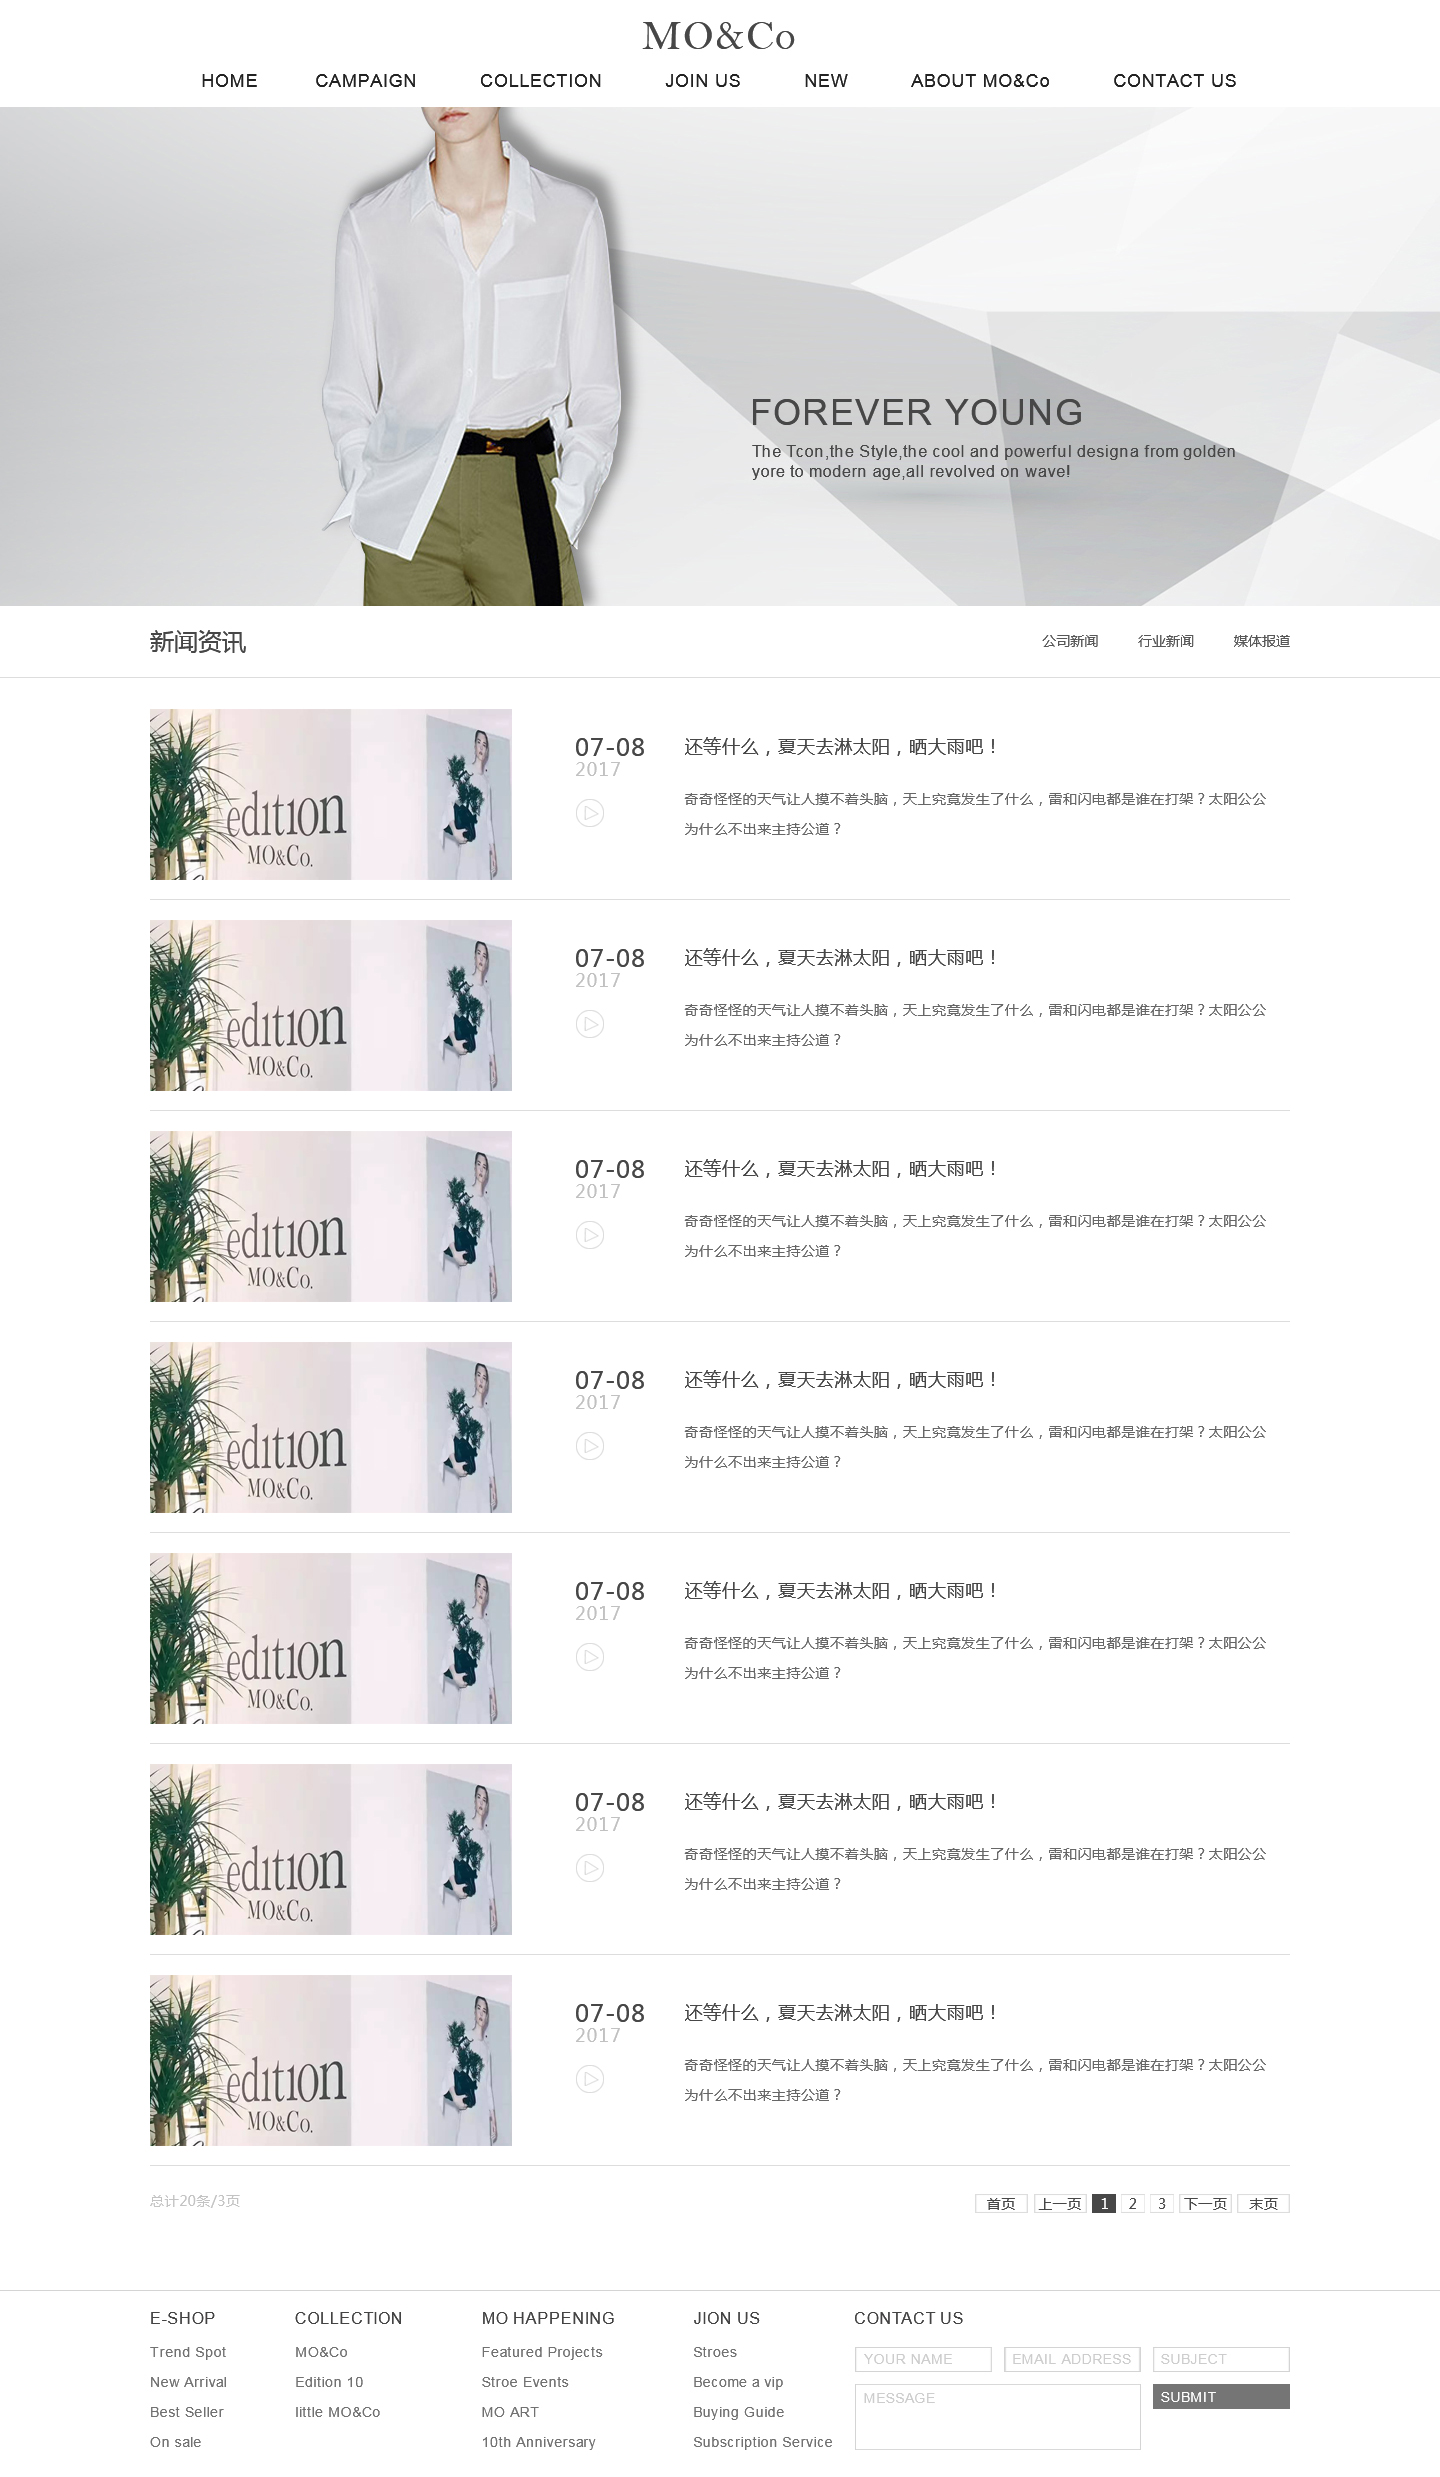 MO&Co
HOME CAMPAIGN COLLECTION JOIN US NEW ABOUT MO&Co CONTACT US
FOREVER YOUNG
The Tcon,the Style,the cool and powerful designa from golden
yore to modern age,all revolved on wave!
新闻资讯 公司新闻 行业新闻 媒体报道
edition
MO&Co.
07-08
2017
还等什么，夏天去淋太阳，晒大雨吧！
奇奇怪怪的天气让人摸不着头脑，天上究竟发生了什么，雷和闪电都是谁在打架？太阳公公
为什么不出来主持公道？
edition
MO&Co.
07-08
2017
还等什么，夏天去淋太阳，晒大雨吧！
奇奇怪怪的天气让人摸不着头脑，天上究竟发生了什么，雷和闪电都是谁在打架？太阳公公
为什么不出来主持公道？
edition
MO&Co.
07-08
2017
还等什么，夏天去淋太阳，晒大雨吧！
奇奇怪怪的天气让人摸不着头脑，天上究竟发生了什么，雷和闪电都是谁在打架？太阳公公
为什么不出来主持公道？
edition
MO&Co.
07-08
2017
还等什么，夏天去淋太阳，晒大雨吧！
奇奇怪怪的天气让人摸不着头脑，天上究竟发生了什么，雷和闪电都是谁在打架？太阳公公
为什么不出来主持公道？
edition
MO&Co.
07-08
2017
还等什么，夏天去淋太阳，晒大雨吧！
奇奇怪怪的天气让人摸不着头脑，天上究竟发生了什么，雷和闪电都是谁在打架？太阳公公
为什么不出来主持公道？
edition
MO&Co.
07-08
2017
还等什么，夏天去淋太阳，晒大雨吧！
奇奇怪怪的天气让人摸不着头脑，天上究竟发生了什么，雷和闪电都是谁在打架？太阳公公
为什么不出来主持公道？
edition
MO&Co.
07-08
2017
还等什么，夏天去淋太阳，晒大雨吧！
奇奇怪怪的天气让人摸不着头脑，天上究竟发生了什么，雷和闪电都是谁在打架？太阳公公
为什么不出来主持公道？
总计20条/3页 首页 上一页 1 2 3 下一页 末页
E-SHOP
Trend Spot
New Arrival
Best Seller
On sale
COLLECTION
MO&Co
Edition 10
little MO&Co
MO HAPPENING
Featured Projects
Stroe Events
MO ART
10th Anniversary
JION US
Stroes
Become a vip
Buying Guide
Subscription Service
CONTACT US
YOUR NAME EMAIL ADDRESS SUBJECT
MESSAGE SUBMIT